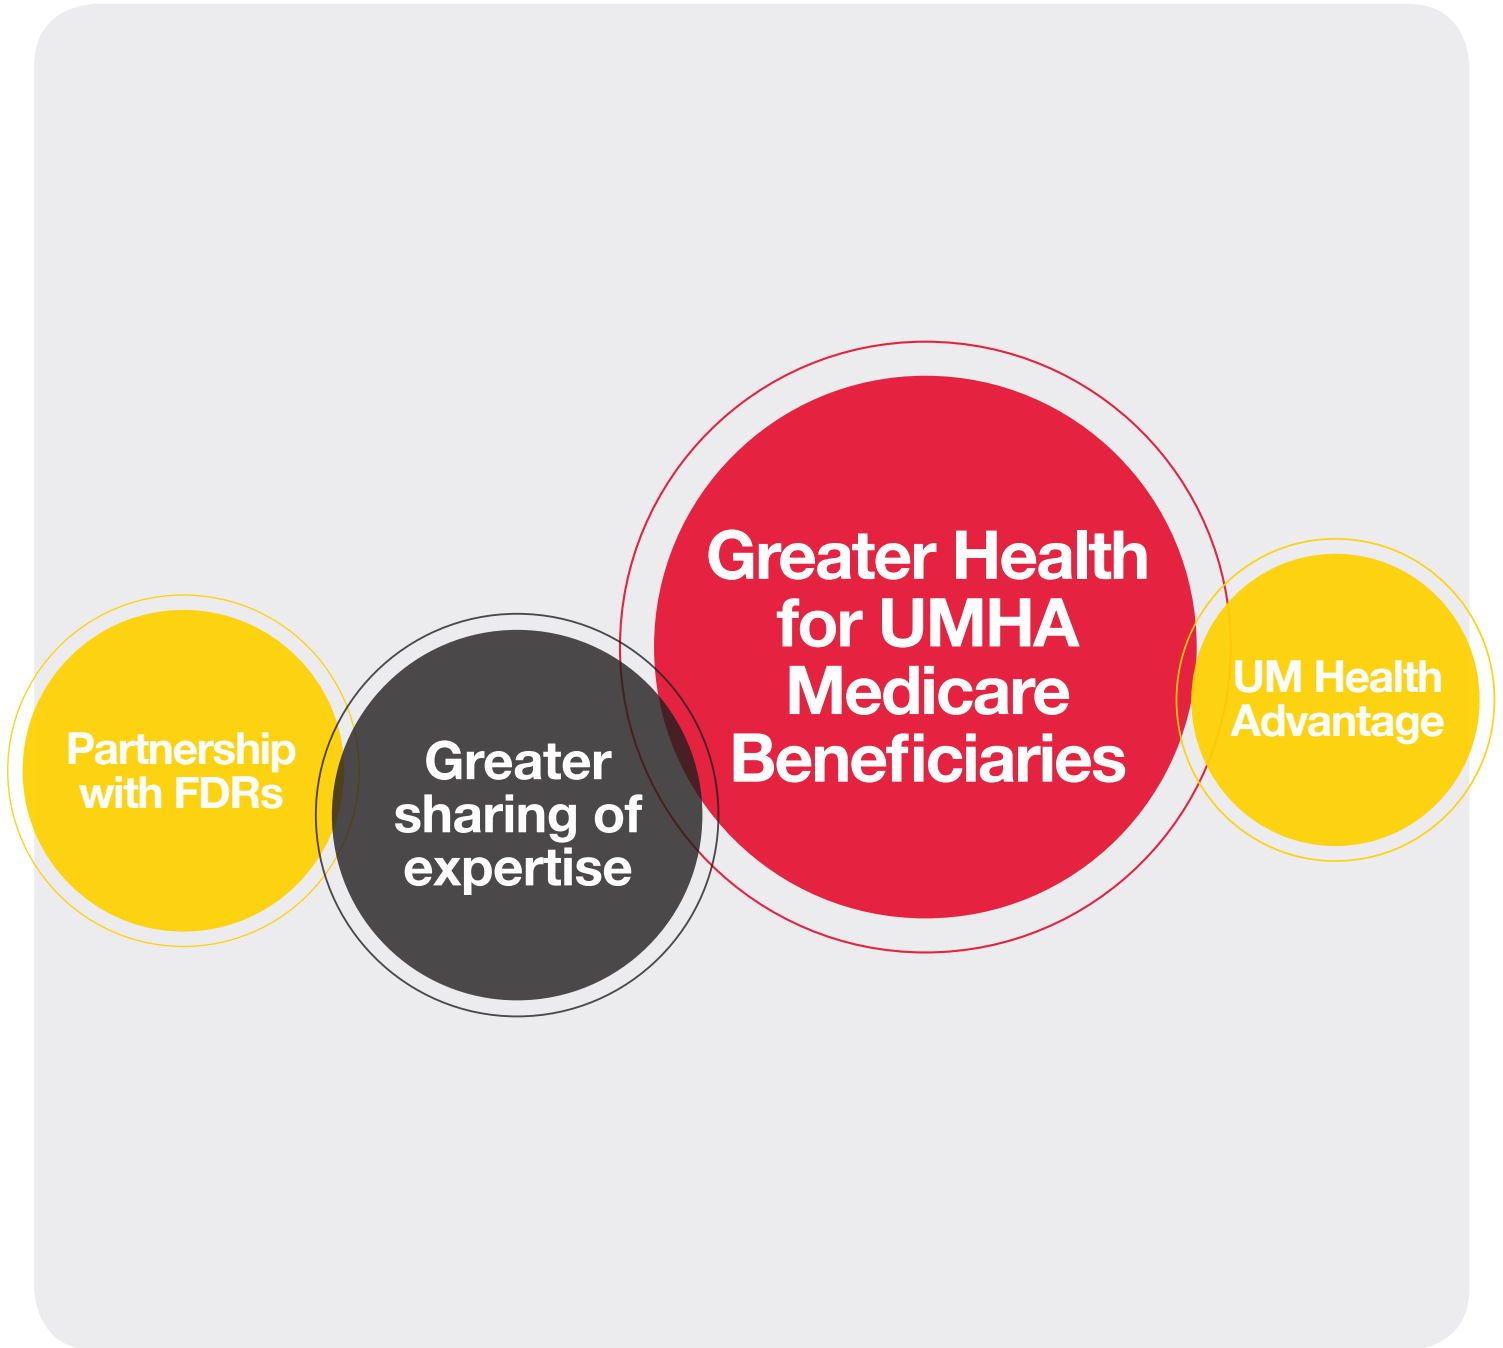 Partnership
with FDRs
Greater
sharing of
expertise
Greater Health
for UMHA
Medicare
Beneficiaries
UM Health
Advantage